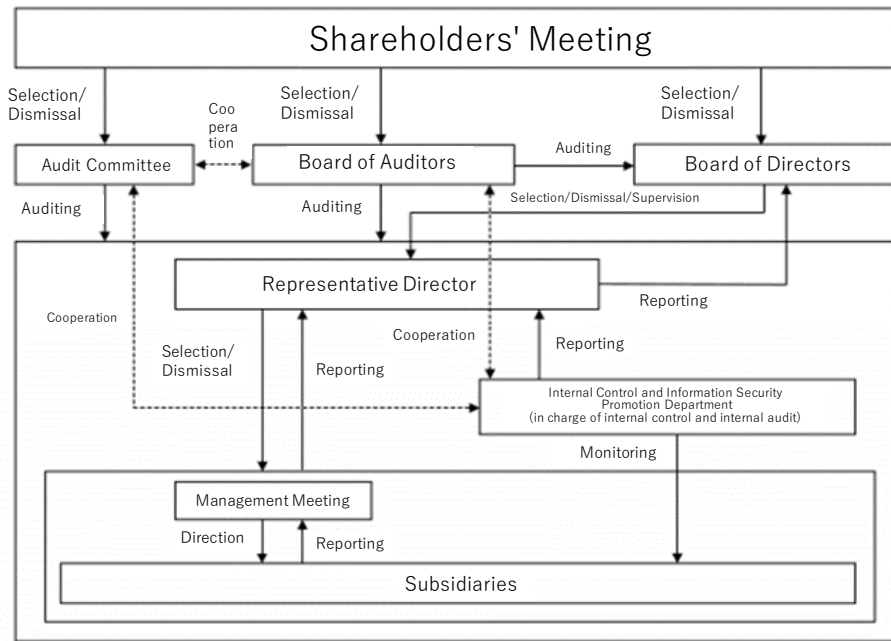 Shareholders' Meeting
Selection/
Dismissal
Coo
pera
tion
Selection/
Dismissal
Selection/
Dismissal
Audit Committee
Board of Auditors
Auditing
Board of Directors
Auditing
Auditing
Selection/Dismissal/Supervision
Representative Director
Reporting
Cooperation
Selection/
Dismissal
Reporting
Cooperation
Reporting
Internal Control and Information Security
Promotion Department
(in charge of internal control and internal audit)
Monitoring
Management Meeting
Direction
Reporting
Subsidiaries